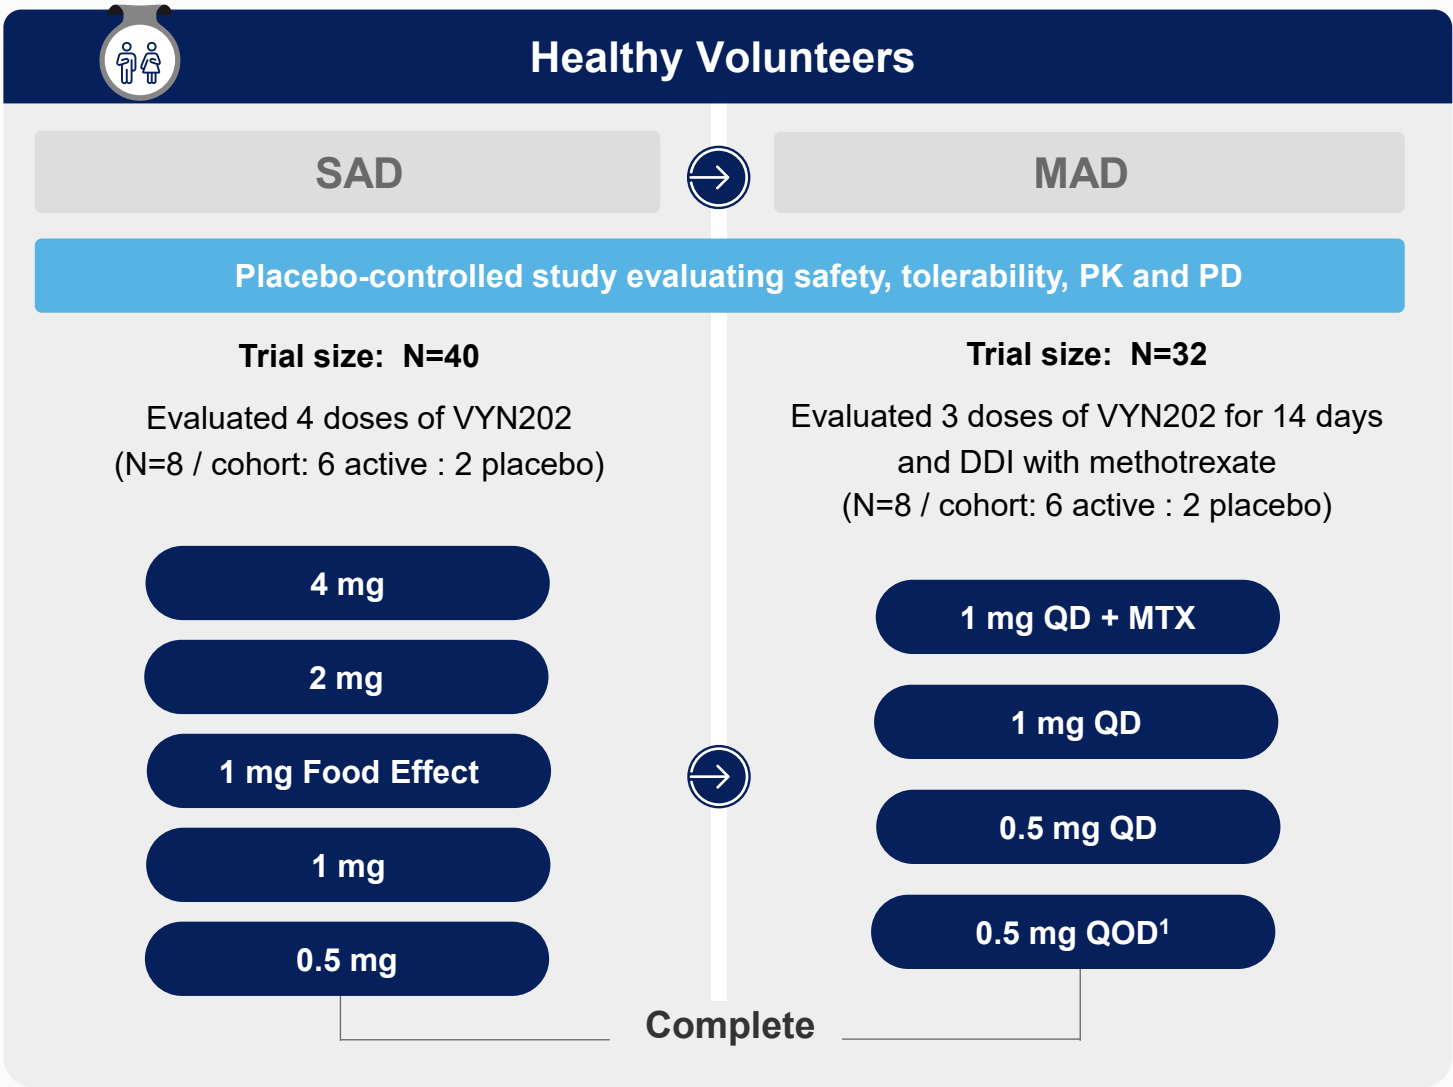 Healthy Volunteers
SAD
MAD
Placebo-controlled study evaluating safety, tolerability, PK and PD
Trial size: N=40
Evaluated 4 doses of VYN202
(N=8 / cohort: 6 active : 2 placebo)
4 mg
2 mg
1 mg Food Effect
1 mg
0.5 mg
Trial size: N=32
Evaluated 3 doses of VYN202 for 14 days
and DDI with methotrexate
(N=8 / cohort: 6 active : 2 placebo)
1 mg QD + MTX
1 mg QD
0.5 mg QD
0.5 mg QOD¹
Complete